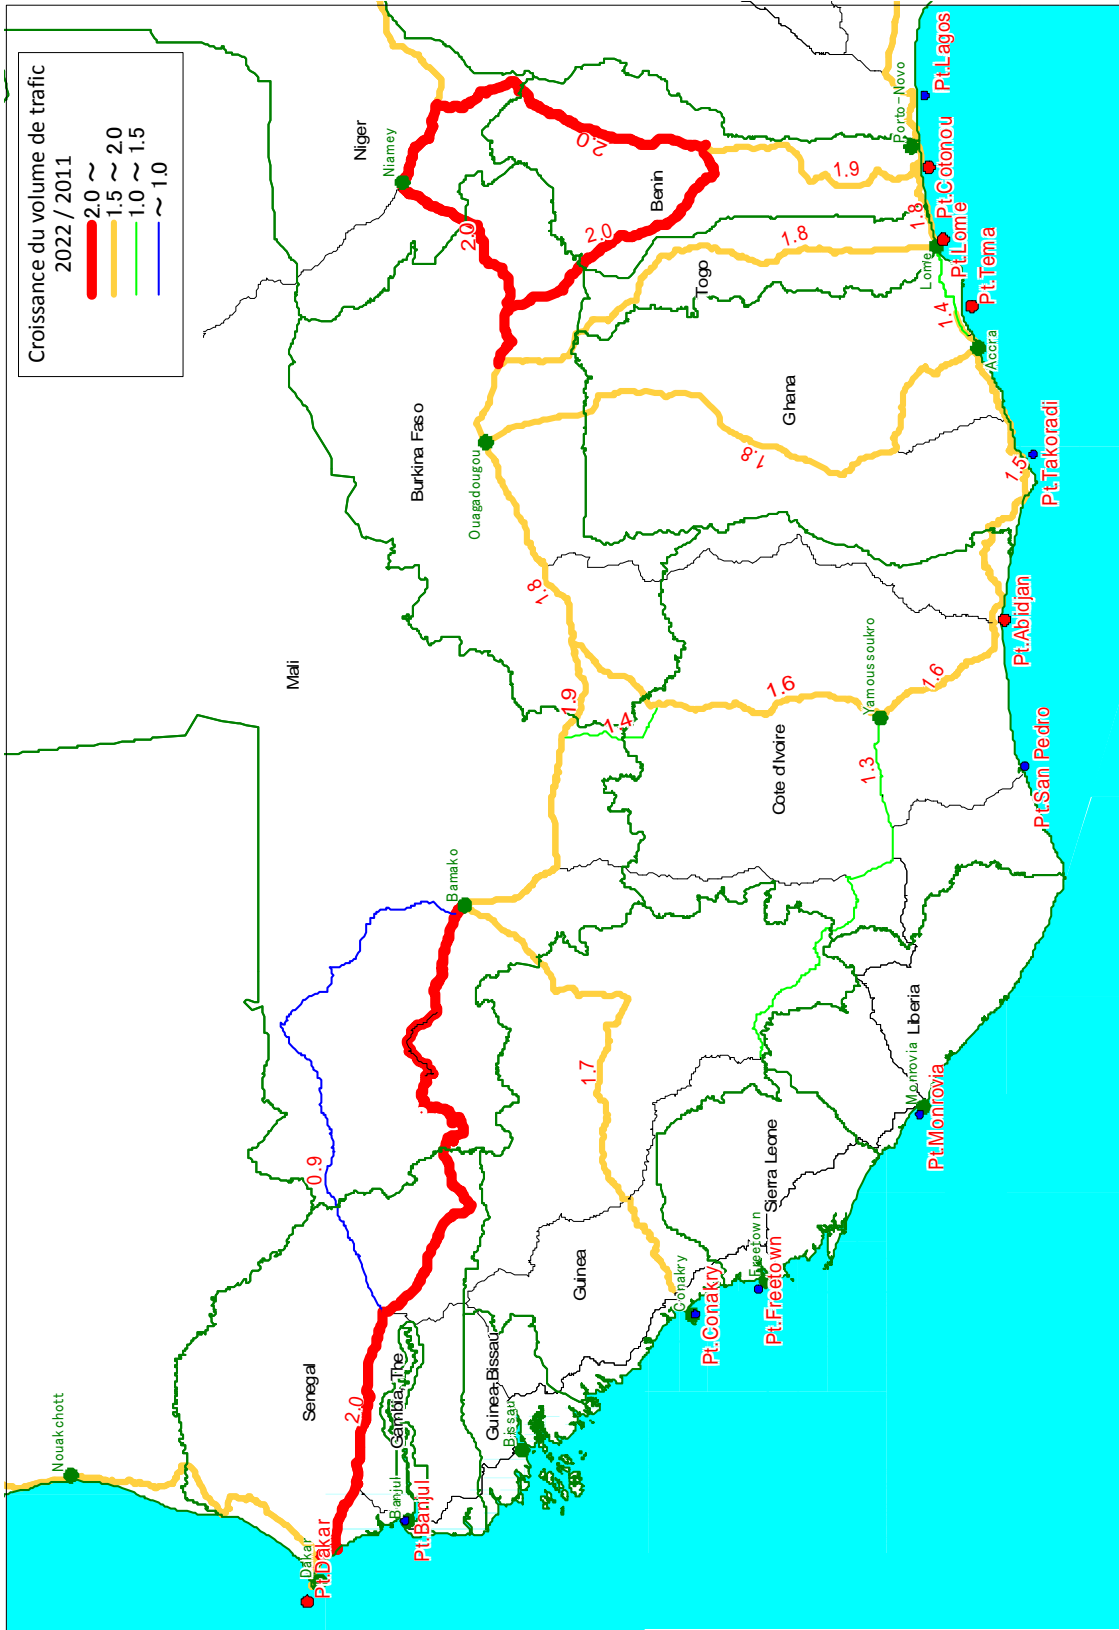 Croissance du volume de trafic
2022 / 2011
2.0 ~
1.5 ~ 2.0
1.0 ~ 1.5
~ 1.0
Nouakchott
Dakar
Pt.Dakar
Senegal
2.0
0.9
Banjul
Pt.Banjul
Gambia, The
Guinea-Bissau
Bissau
Guinea
Conakry
Pt.Conakry
1.7
Freetown
Pt.Freetown
Sierra Leone
Monrovia
Pt.Monrovia
Liberia
Mali
Bamako
1.9
1.4
1.8
Cote d'Ivoire
1.6
Yamoussoukro
1.3
1.6
Pt.San Pedro
Pt.Abidjan
Burkina Faso
Ouagadougou
Ghana
1.8
1.5
Pt.Takoradi
Accra
Pt.Tema
1.4
Niger
Niamey
2.0
2.0
2.0
Benin
Togo
1.8
1.9
Lome
Pt.Lome
1.8
Pt.Cotonou
Porto-Novo
Pt.Lagos